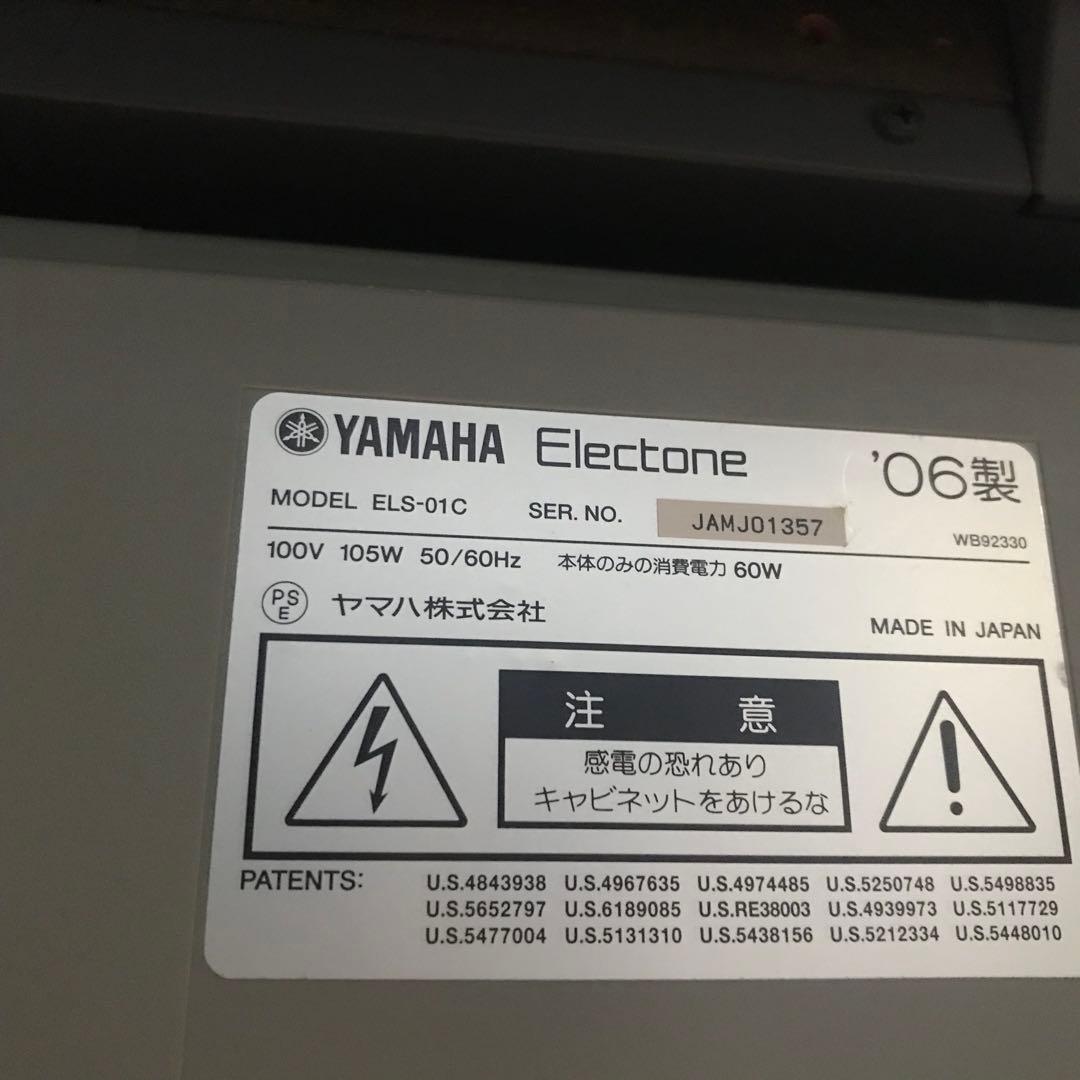 YAMAHA Electone '06製
MODEL ELS-01C SER. NO. JAMJ01357 WB92330
100V 105W 50/60Hz 本体のみの消費電力 60W
PSE ヤマハ株式会社
MADE IN JAPAN
注意
感電の恐れあり
キャビネットをあけるな
PATENTS: U.S.4843938 U.S.4967635 U.S.4974485 U.S.5250748 U.S.5498835
U.S.5652797 U.S.6189085 U.S.RE38003 U.S.4939973 U.S.5117729
U.S.5477004 U.S.5131310 U.S.5438156 U.S.5212334 U.S.5448010